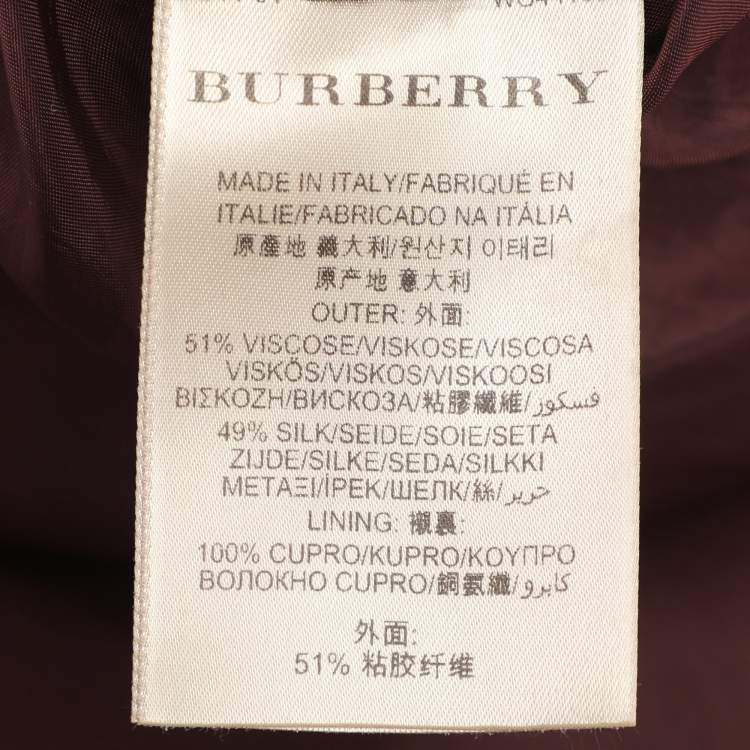 BURBERRY
MADE IN ITALY/FABRIQUÉ EN
ITALIE/FABRICADO NA ITÁLIA
原產地 義大利/원산지 이태리
原产地 意大利
OUTER: 外面:
51% VISCOSE/VISKOSE/VISCOSA
VISKÖS/VISKOS/VISKOOSI
ΒΙΣΚΟΖΗ/ВИСКОЗА/粘膠纖維/فسكوز
49% SILK/SEIDE/SOIE/SETA
ZIJDE/SILKE/SEDA/SILKKI
ΜΕΤΑΞΙ/İPEK/ШЕЛК/絲/حرير
LINING: 襯裏:
100% CUPRO/KUPRO/ΚΟΥΠΡΟ
ВОЛОКНО CUPRO/銅氨纖/كابرو
外面:
51% 粘胶纤维